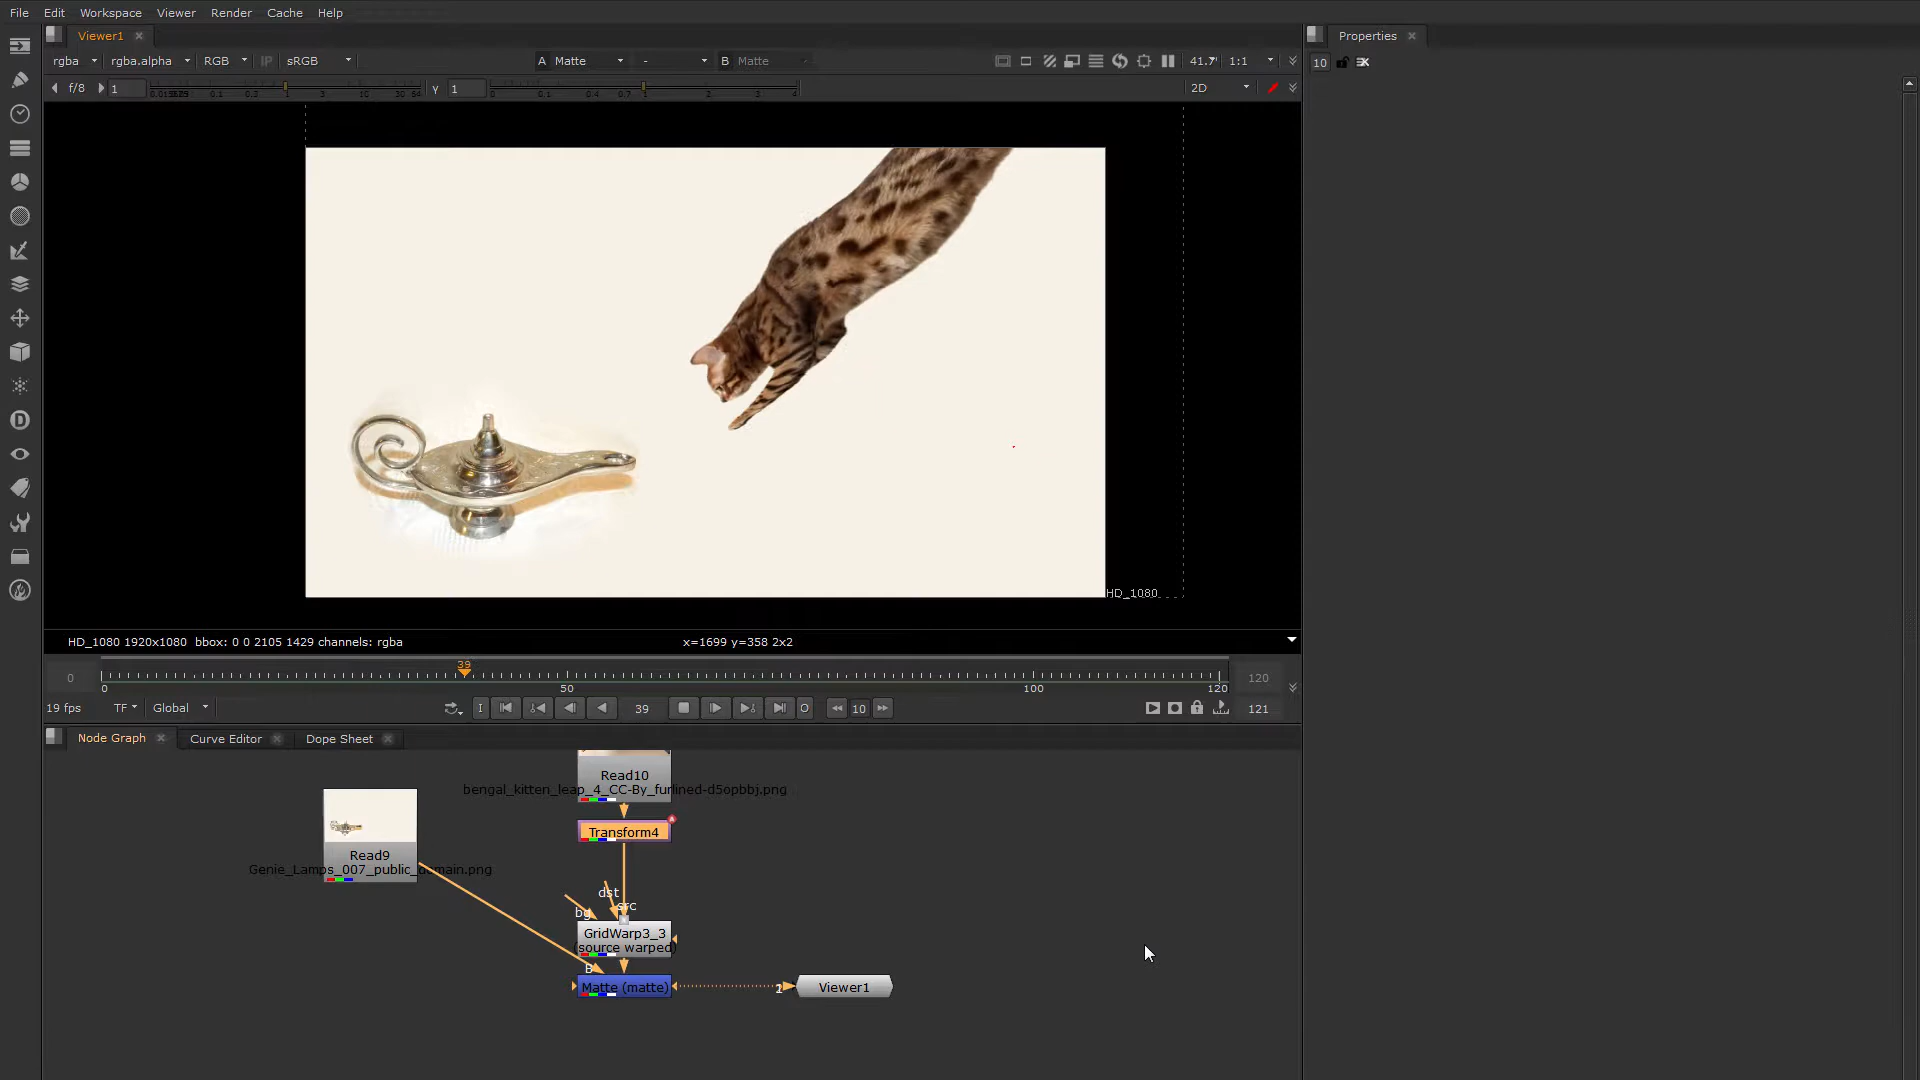 File Edit Workspace Viewer Render Cache Help
Viewer1
Properties
rgba rgba.alpha RGB IP sRGB A Matte - B Matte 41.7 1:1
10
f/8 1 γ 1 2D
HD_1080
HD_1080 1920x1080 bbox: 0 0 2105 1429 channels: rgba x=1699 y=358 2x2
39
0 120
0 50 100 120
19 fps TF Global I 39 O 10 121
Node Graph Curve Editor Dope Sheet
Read10
bengal_kitten_leap_4_CC-By_furlined-d5opbbj.png
Transform4
Read9
Genie_Lamps_007_public_domain.png
dst
src
bg
GridWarp3_3
(source warped)
B
Matte (matte) Viewer1